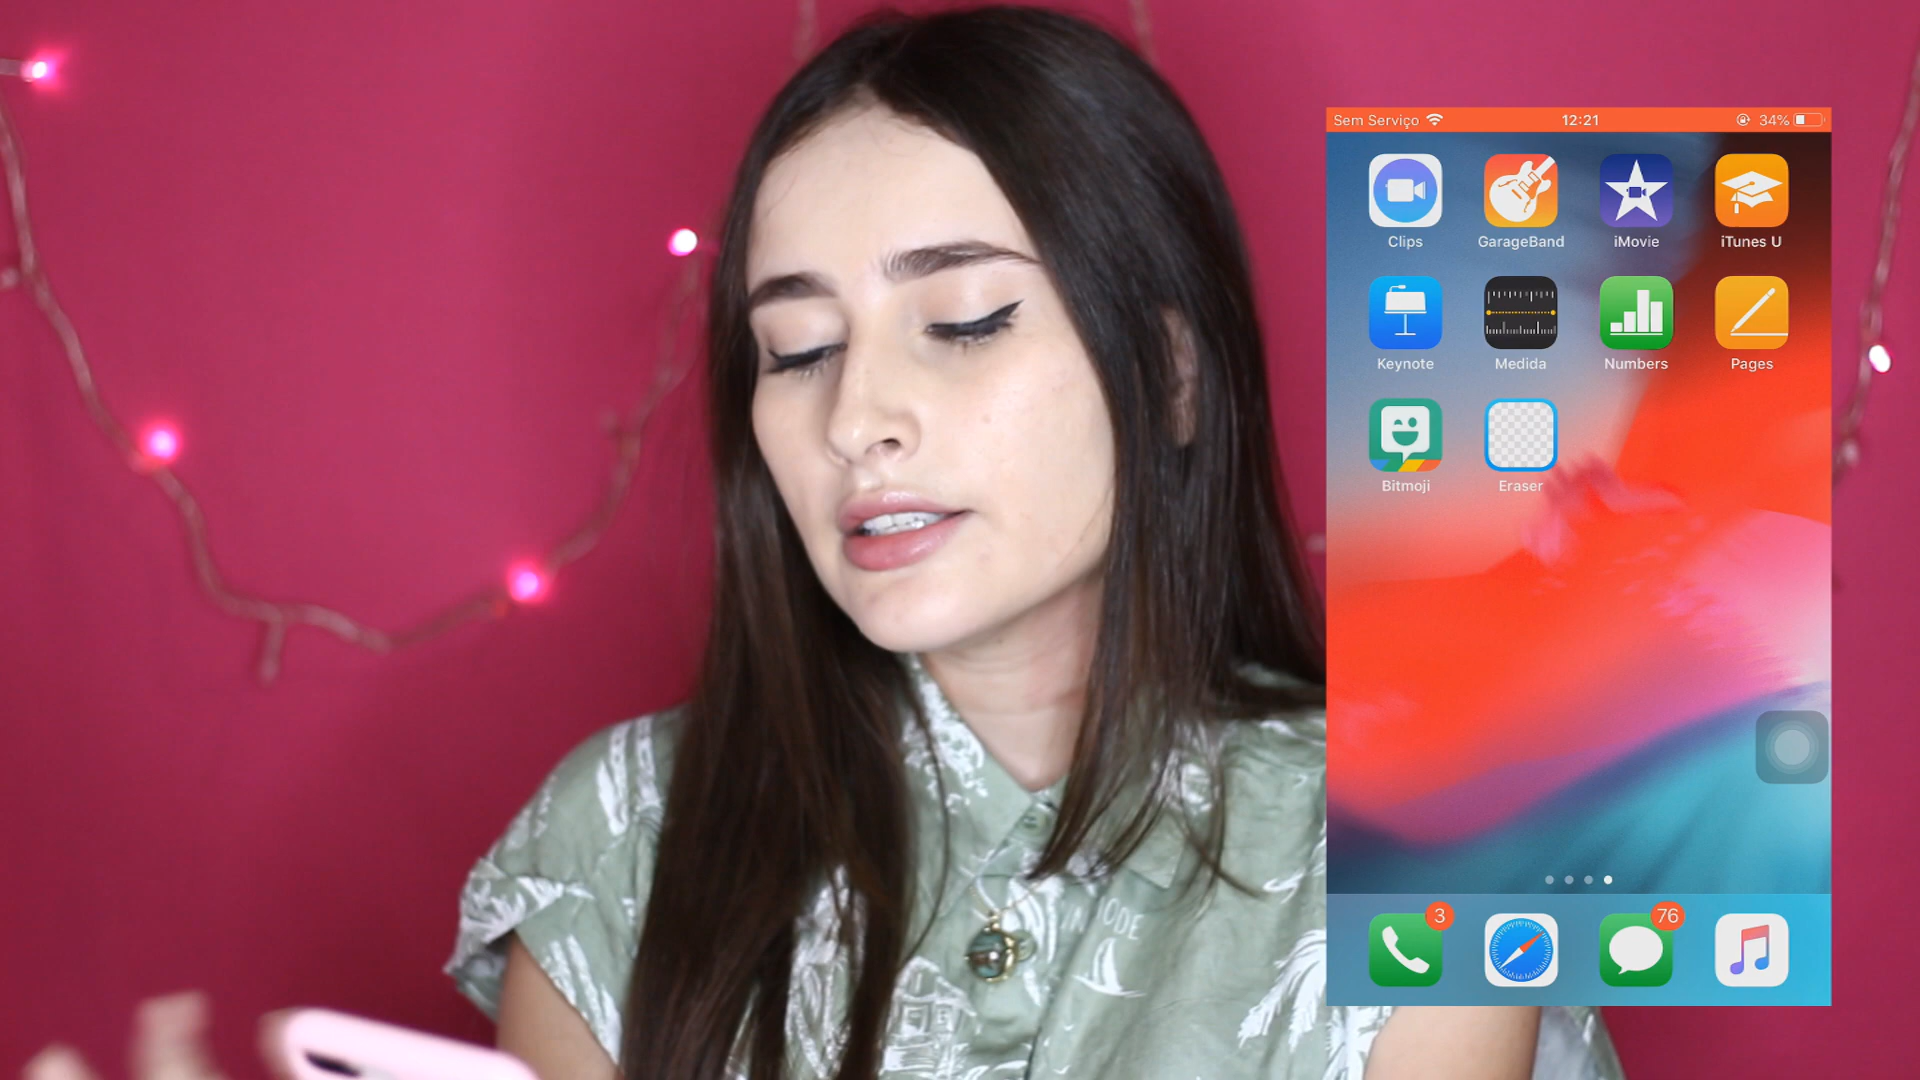 Sem Serviço 12:21 34%
Clips GarageBand iMovie iTunes U
Keynote Medida Numbers Pages
Bitmoji Eraser
3 76